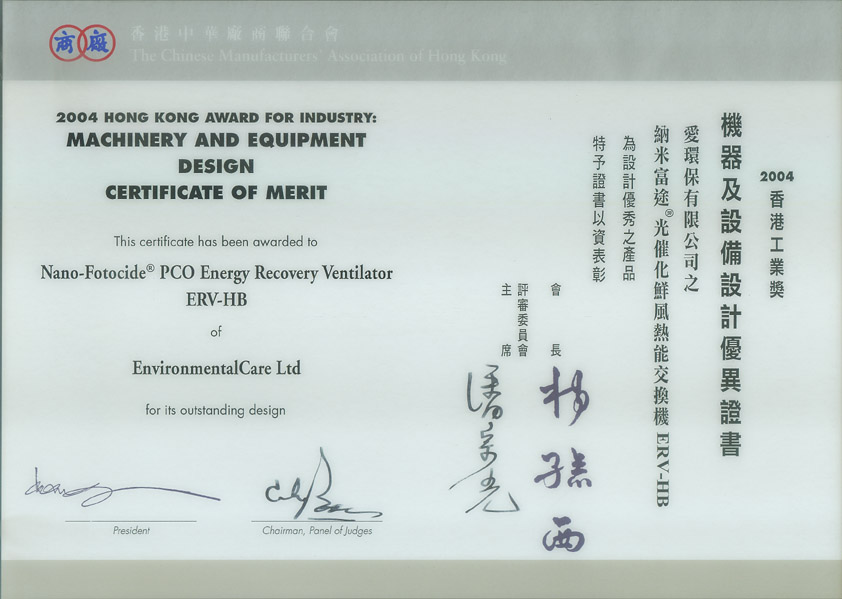 商 廠
香港中華廠商聯合會
The Chinese Manufacturers' Association of Hong Kong
2004 HONG KONG AWARD FOR INDUSTRY:
MACHINERY AND EQUIPMENT
DESIGN
CERTIFICATE OF MERIT
This certificate has been awarded to
Nano-Fotocide® PCO Energy Recovery Ventilator
ERV-HB
of
EnvironmentalCare Ltd
for its outstanding design
President
Chairman, Panel of Judges
2004
香港工業獎
機器及設備設計優異證書
愛環保有限公司之
納米富途®光催化鮮風熱能交換機 ERV-HB
為設計優秀之產品
特予證書以資表彰
會長
楊孫西
評審委員會
主席
潘宗光